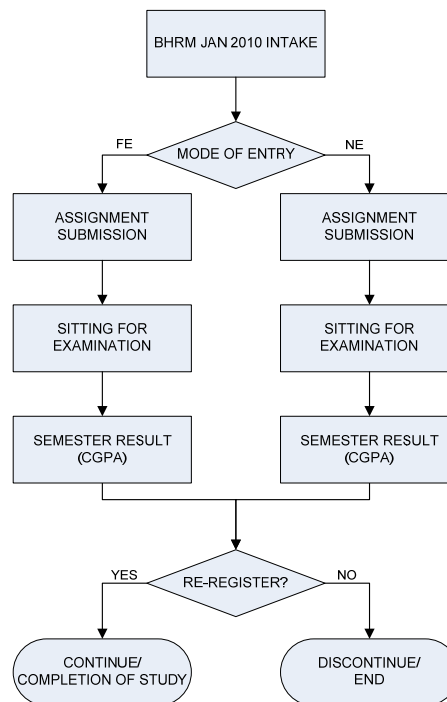 BHRM JAN 2010 INTAKE
FE
MODE OF ENTRY
NE
ASSIGNMENT
SUBMISSION
ASSIGNMENT
SUBMISSION
SITTING FOR
EXAMINATION
SITTING FOR
EXAMINATION
SEMESTER RESULT
(CGPA)
SEMESTER RESULT
(CGPA)
YES
RE-REGISTER?
NO
CONTINUE/
COMPLETION OF STUDY
DISCONTINUE/
END